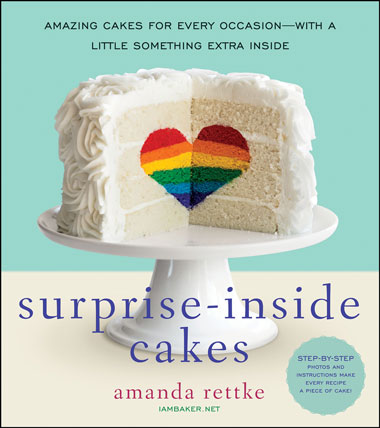 AMAZING CAKES FOR EVERY OCCASION—WITH A
LITTLE SOMETHING EXTRA INSIDE
surprise-inside
cakes
STEP-BY-STEP
PHOTOS AND
INSTRUCTIONS MAKE
EVERY RECIPE
A PIECE OF CAKE!
amanda rettke
IAMBAKER.NET